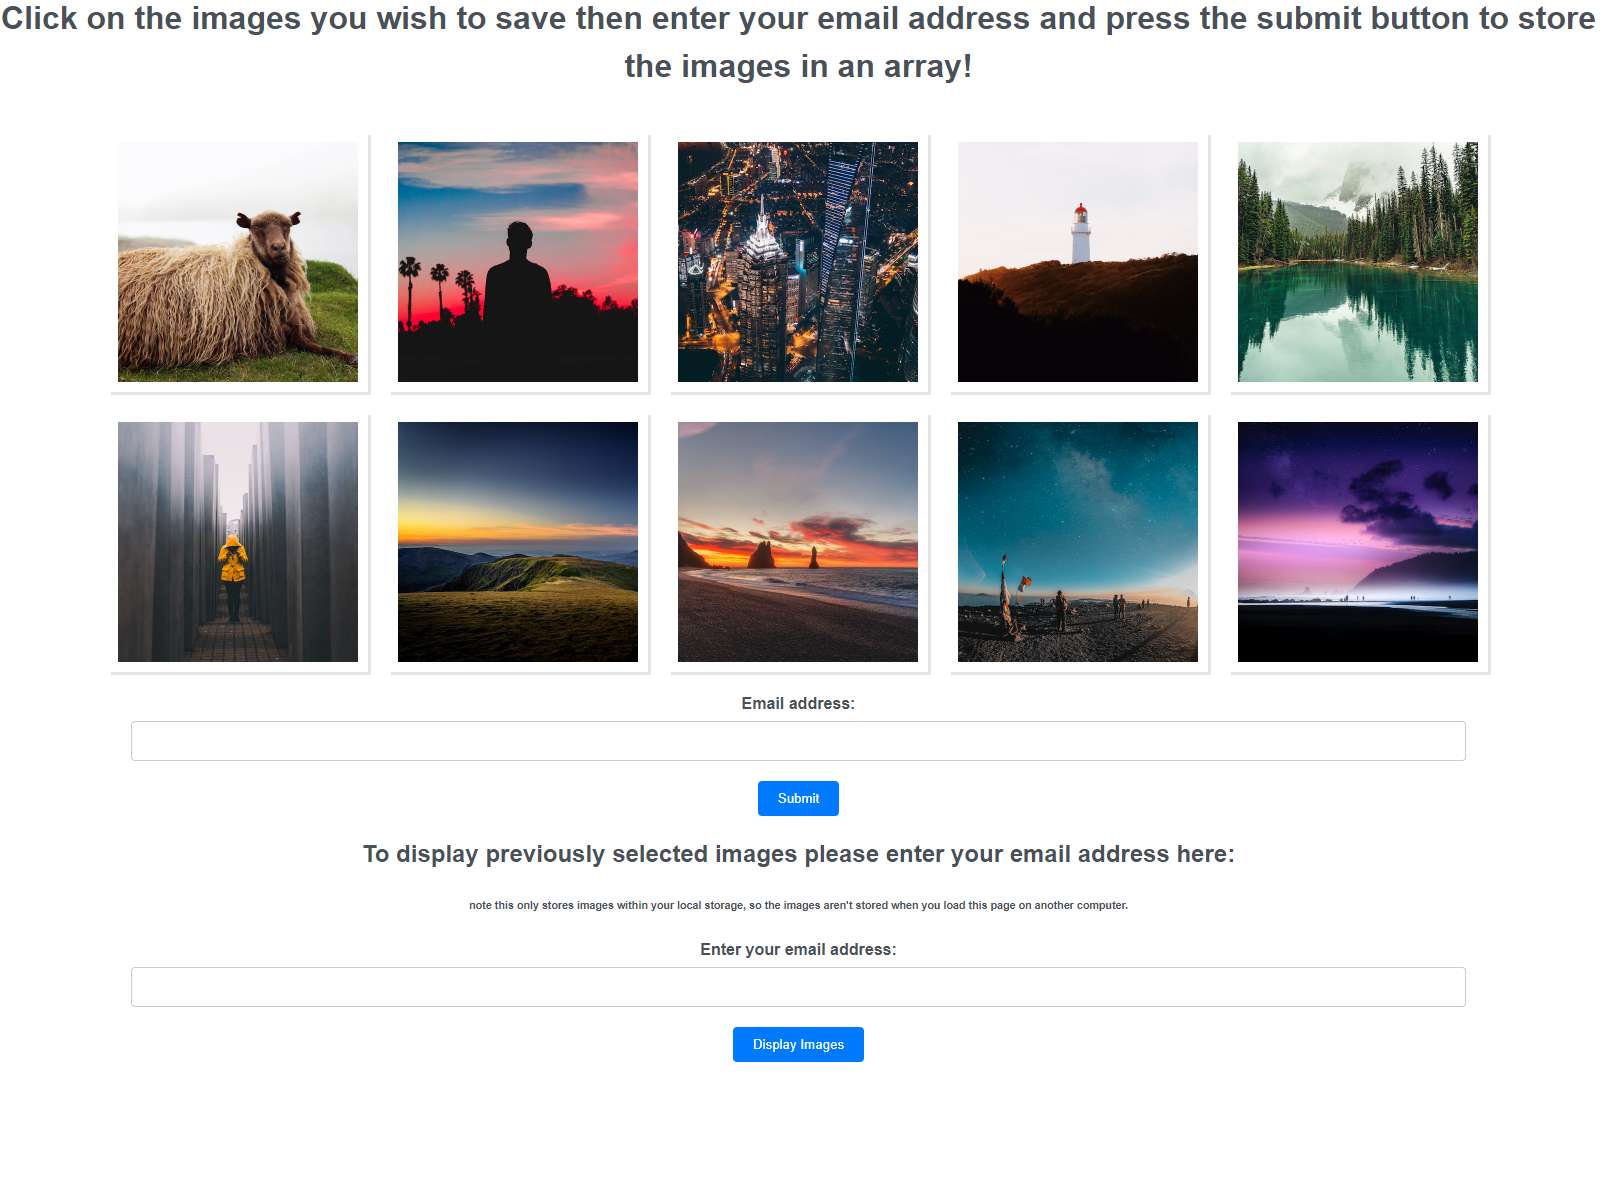 Click on the images you wish to save then enter your email address and press the submit button to store
the images in an array!
Email address:
Submit
To display previously selected images please enter your email address here:
note this only stores images within your local storage, so the images aren't stored when you load this page on another computer.
Enter your email address:
Display Images